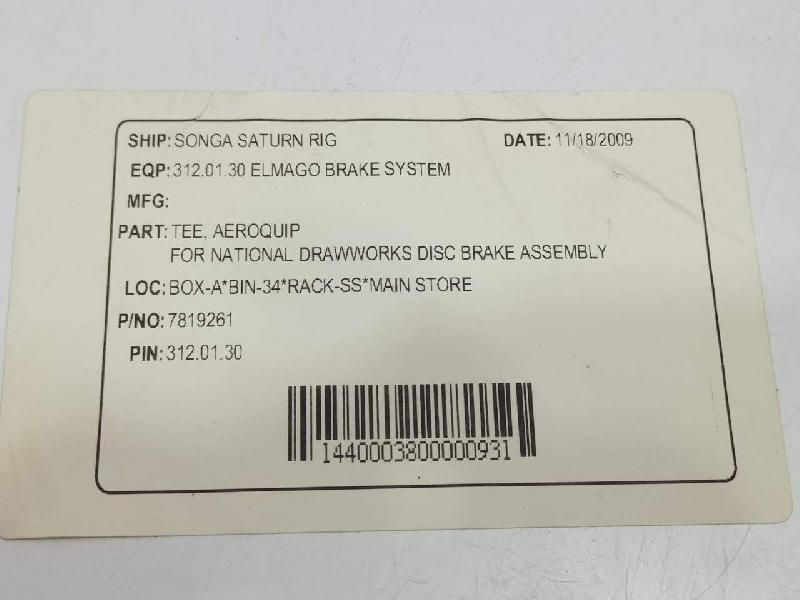 SHIP: SONGA SATURN RIG DATE: 11/18/2009
EQP: 312.01.30 ELMAGO BRAKE SYSTEM
MFG:
PART: TEE, AEROQUIP
FOR NATIONAL DRAWWORKS DISC BRAKE ASSEMBLY
LOC: BOX-A*BIN-34*RACK-SS*MAIN STORE
P/NO: 7819261
PIN: 312.01.30
1440003800000931